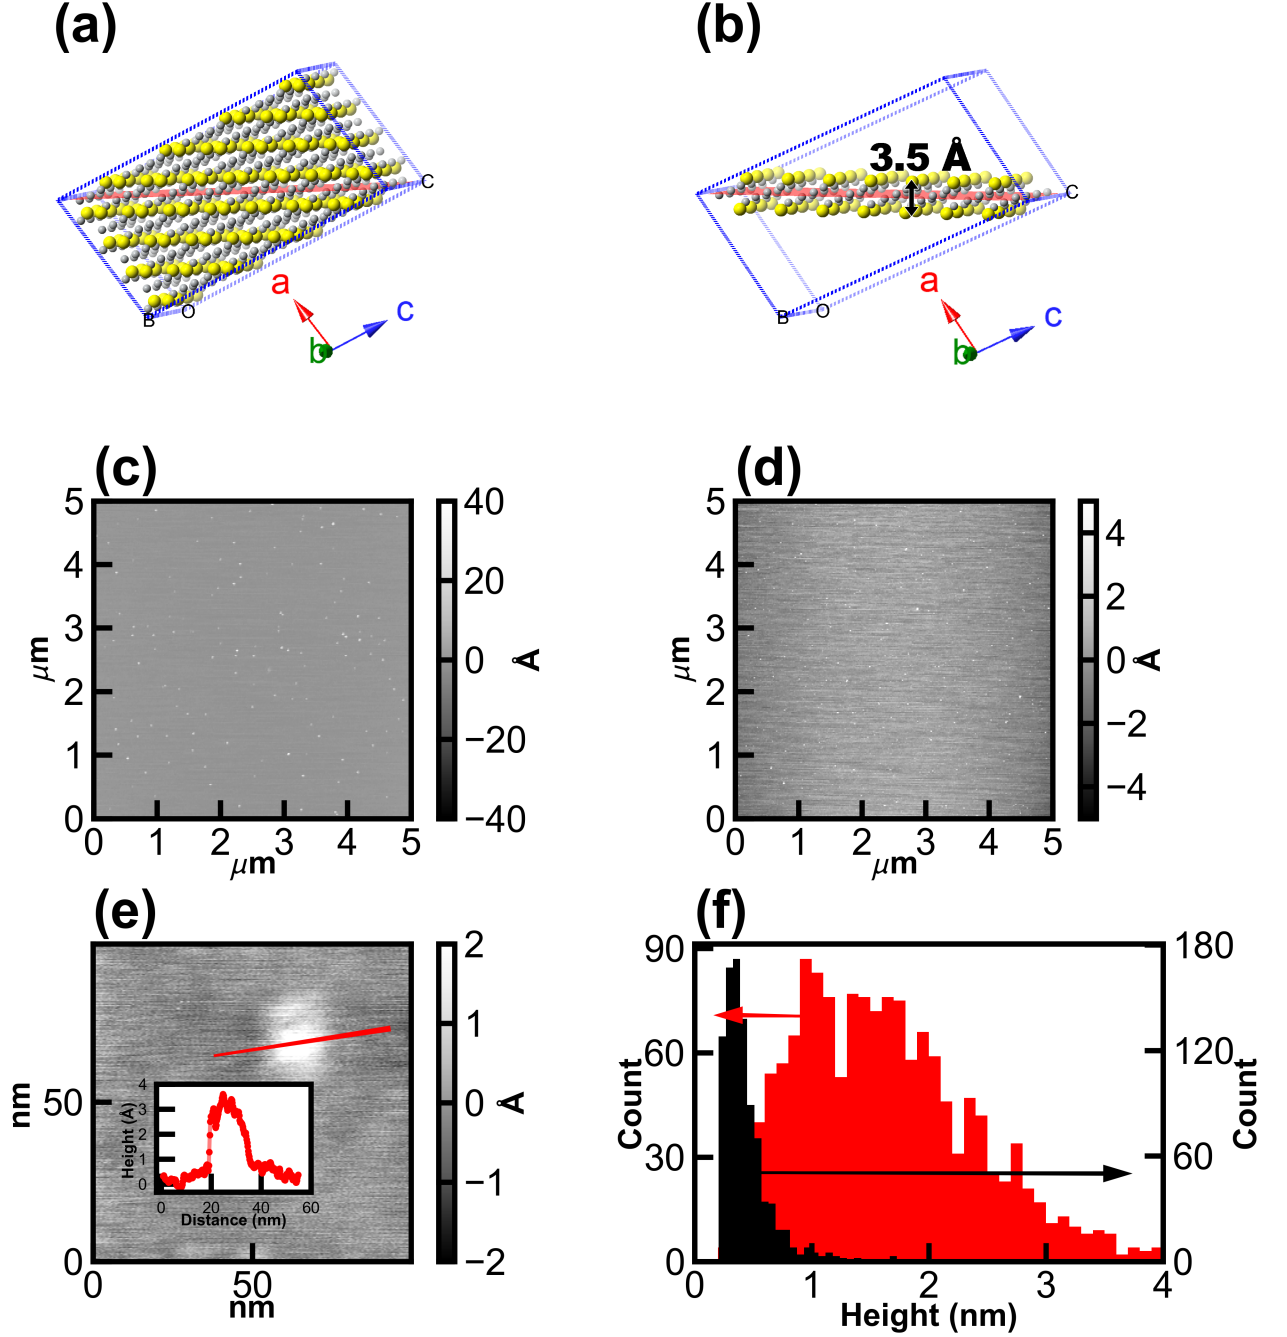 (a)
(b)
C
B
O
a
b
c
3.5 Å
C
B
O
a
b
c
(c)
(d)
5
4
3
2
1
0
μm
0 1 2 3 4 5
μm
40
20
0
−20
−40
Å
5
4
3
2
1
0
μm
0 1 2 3 4 5
μm
4
2
0
−2
−4
Å
(e)
(f)
50
0
nm
0 50
nm
2
1
0
−1
−2
Å
4
3
2
1
0
Height (Å)
0 20 40 60
Distance (nm)
90
60
30
0
Count
180
120
60
0
Count
0 1 2 3 4
Height (nm)